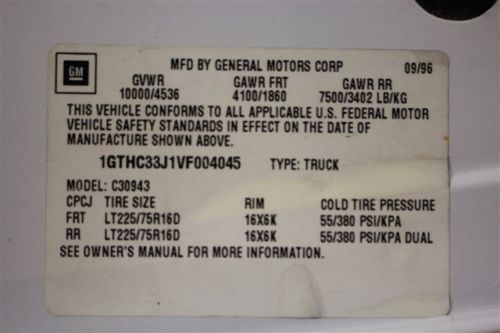 GM
MFD BY GENERAL MOTORS CORP 09/96
GVWR GAWR FRT GAWR RR
10000/4536 4100/1860 7500/3402 LB/KG
THIS VEHICLE CONFORMS TO ALL APPLICABLE U.S. FEDERAL MOTOR
VEHICLE SAFETY STANDARDS IN EFFECT ON THE DATE OF
MANUFACTURE SHOWN ABOVE.
1GTHC33J1VF004045 TYPE: TRUCK
MODEL: C30943
CPCJ TIRE SIZE RIM COLD TIRE PRESSURE
FRT LT225/75R16D 16X6K 55/380 PSI/KPA
RR LT225/75R16D 16X6K 55/380 PSI/KPA DUAL
SEE OWNER'S MANUAL FOR MORE INFORMATION